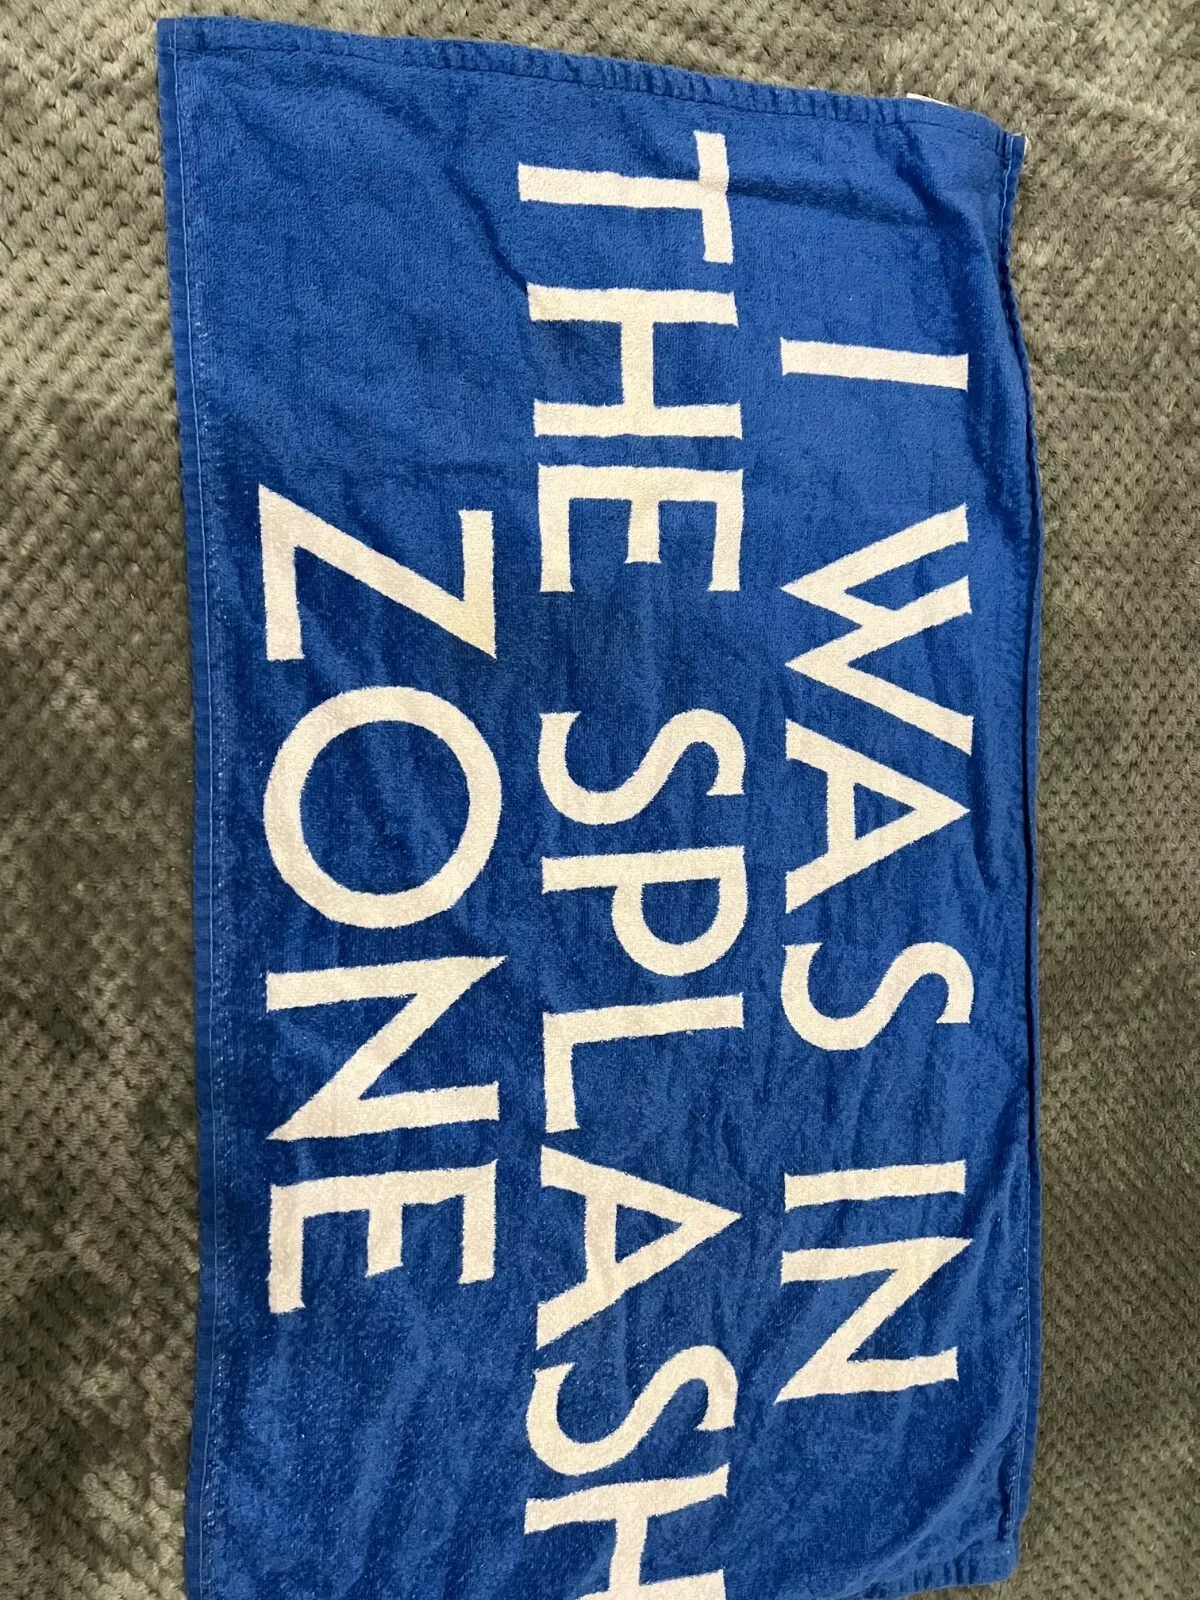 I WAS IN
THE SPLASH
ZONE